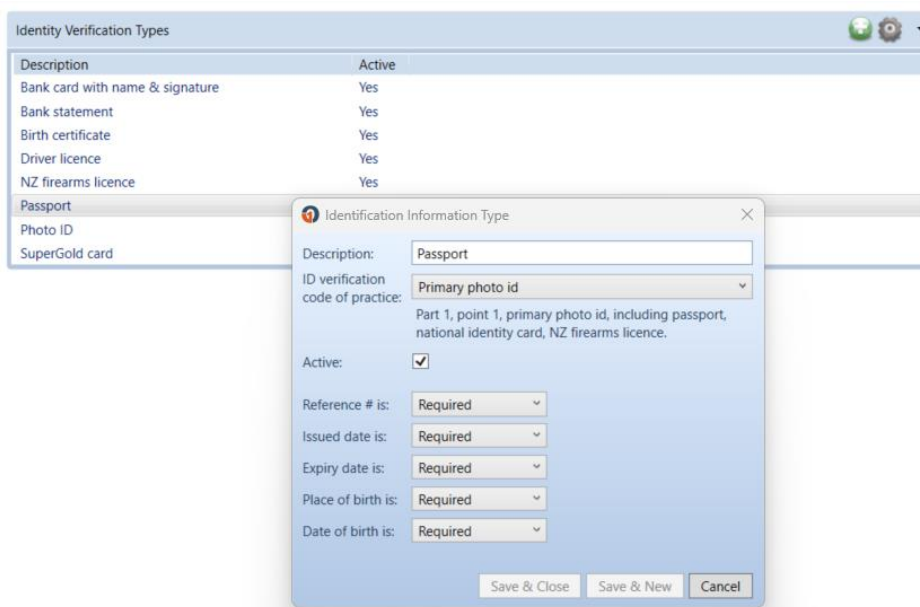 Identity Verification Types
Description Active
Bank card with name & signature Yes
Bank statement Yes
Birth certificate Yes
Driver licence Yes
NZ firearms licence Yes
Passport
Photo ID
SuperGold card
Identification Information Type
Description: Passport
ID verification
code of practice: Primary photo id
Part 1, point 1, primary photo id, including passport,
national identity card, NZ firearms licence.
Active:
Reference # is: Required
Issued date is: Required
Expiry date is: Required
Place of birth is: Required
Date of birth is: Required
Save & Close Save & New Cancel